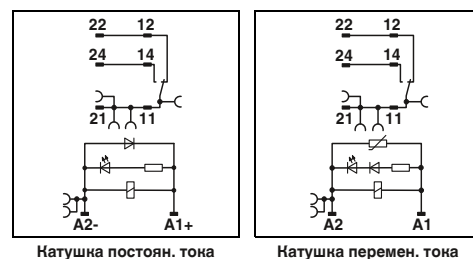 22 12
24 14
21 11
A2- A1+
Катушка постоян. тока
22 12
24 14
21 11
A2 A1
Катушка перемен. тока